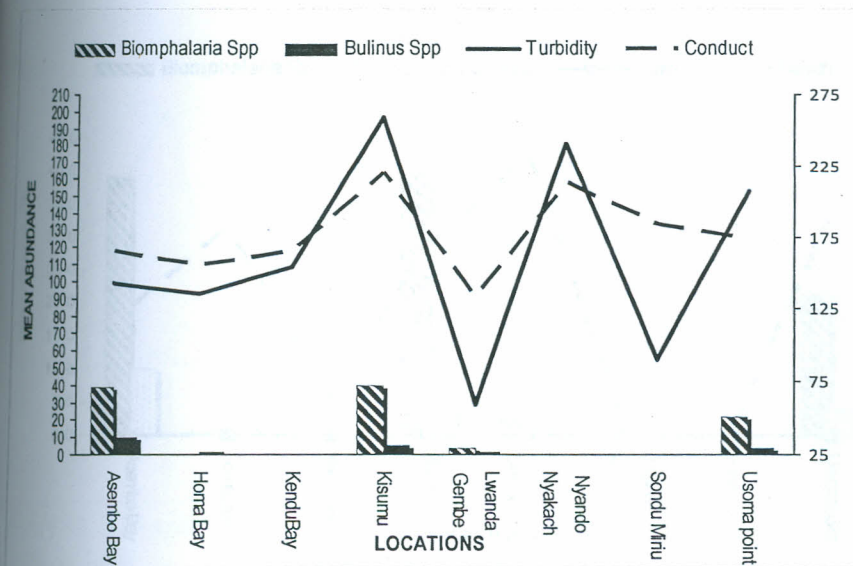 Biomphalaria Spp Bulinus Spp Turbidity Conduct
MEAN ABUNDANCE
210
200
190
180
170
160
150
140
130
120
110
100
90
80
70
60
50
40
30
20
10
0
275
225
175
125
75
25
Asembo Bay
Homa Bay
KenduBay
Kisumu
Lwanda
Gembe
Nyando
Nyakach
Sondu Miriu
Usoma point
LOCATIONS